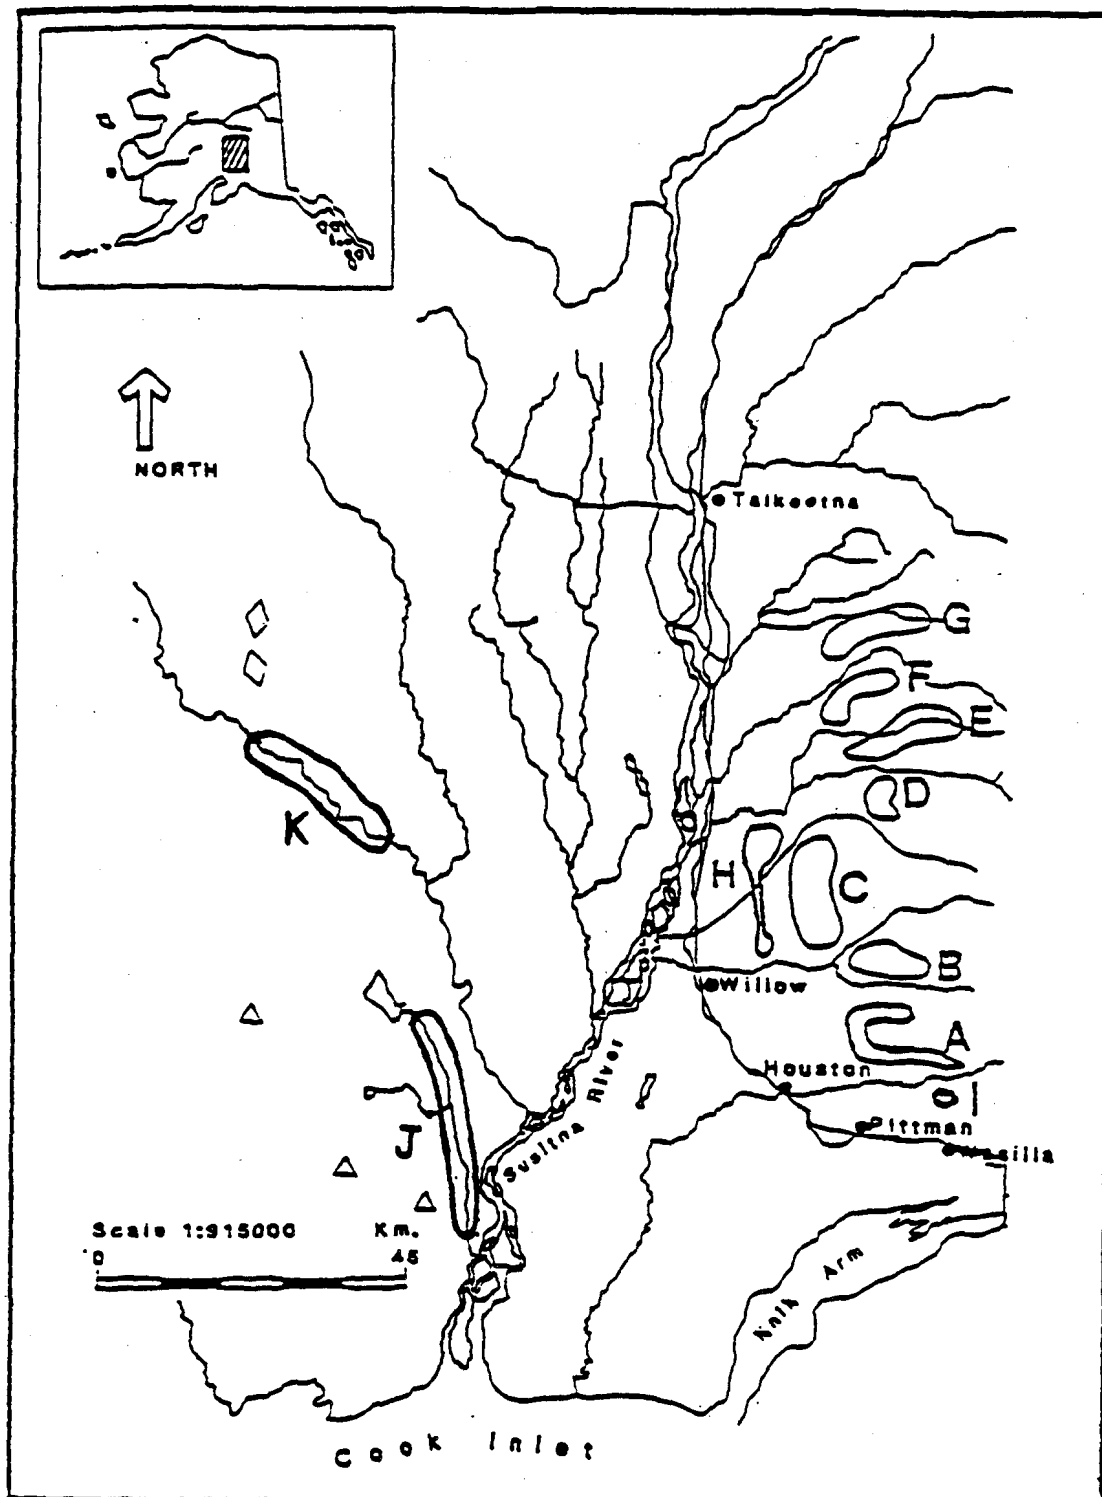 NORTH
Talkeetna
G
F
E
D
K
H
C
B
Willow
A
Houston
I
Pittman
Wasilla
J
Susitna River
Scale 1:915000 Km.
0 45
Knik Arm
Cook Inlet